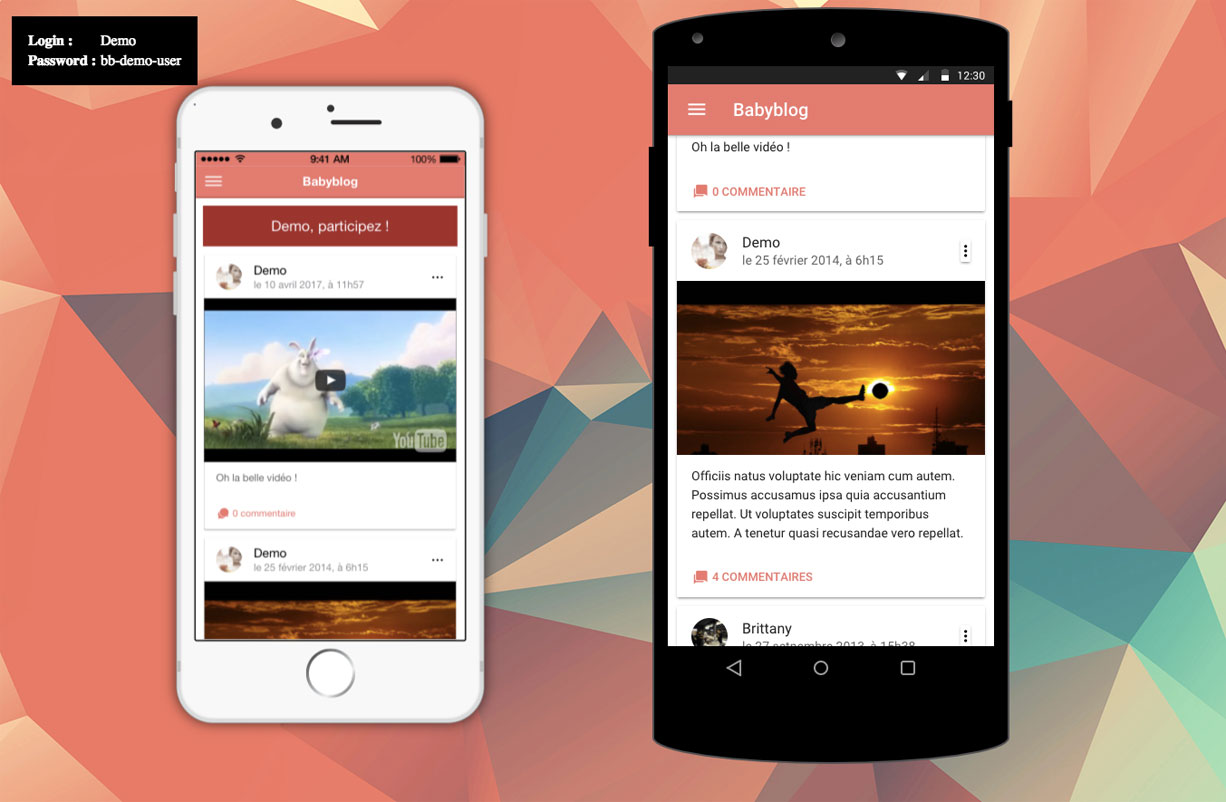 Login : Demo
Password : bb-demo-user
9:41 AM 100%
Babyblog
Demo, participez !
Demo
le 10 avril 2017, à 11h57
YouTube
Oh la belle vidéo !
0 commentaire
Demo
le 25 février 2014, à 6h15
12:30
Babyblog
Oh la belle vidéo !
0 COMMENTAIRE
Demo
le 25 février 2014, à 6h15
Officiis natus voluptate hic veniam cum autem.
Possimus accusamus ipsa quia accusantium
repellat. Ut voluptates suscipit temporibus
autem. A tenetur quasi recusandae vero repellat.
4 COMMENTAIRES
Brittany
le 27 septembre 2013, à 15h38